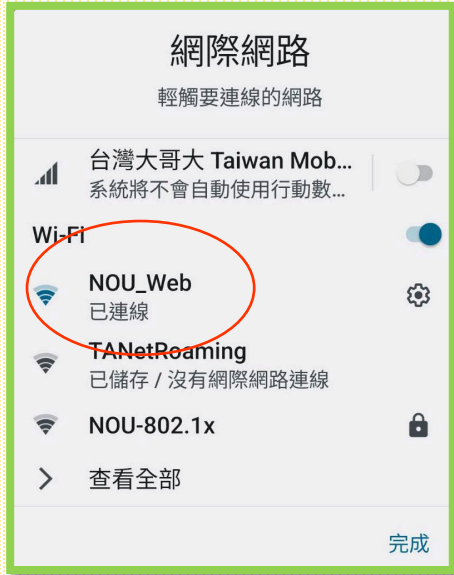 網際網路
輕觸要連線的網路
台灣大哥大 Taiwan Mob...
系統將不會自動使用行動數...
Wi-Fi
NOU_Web
已連線
TANetRoaming
已儲存 / 沒有網際網路連線
NOU-802.1x
查看全部
完成